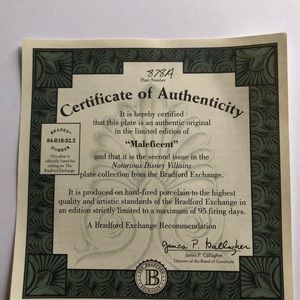 878A
Plate Number
Certificate of Authenticity
It is hereby certified
that this plate is an authentic original
in the limited edition of
"Maleficent"
and that it is the second issue in the
Notorious Disney Villains
plate collection from the Bradford Exchange.
It is produced on hard-fired porcelain to the highest
quality and artistic standards of the Bradford Exchange in
an edition strictly limited to a maximum of 95 firing days.
A Bradford Exchange Recommendation
BRADEX
84-B10-32.2
NUMBER
This plate is
officially listed for
trading on The
Bradford Exchange
James P. Gallagher
James P. Gallagher
Director of the Board of Governors
B